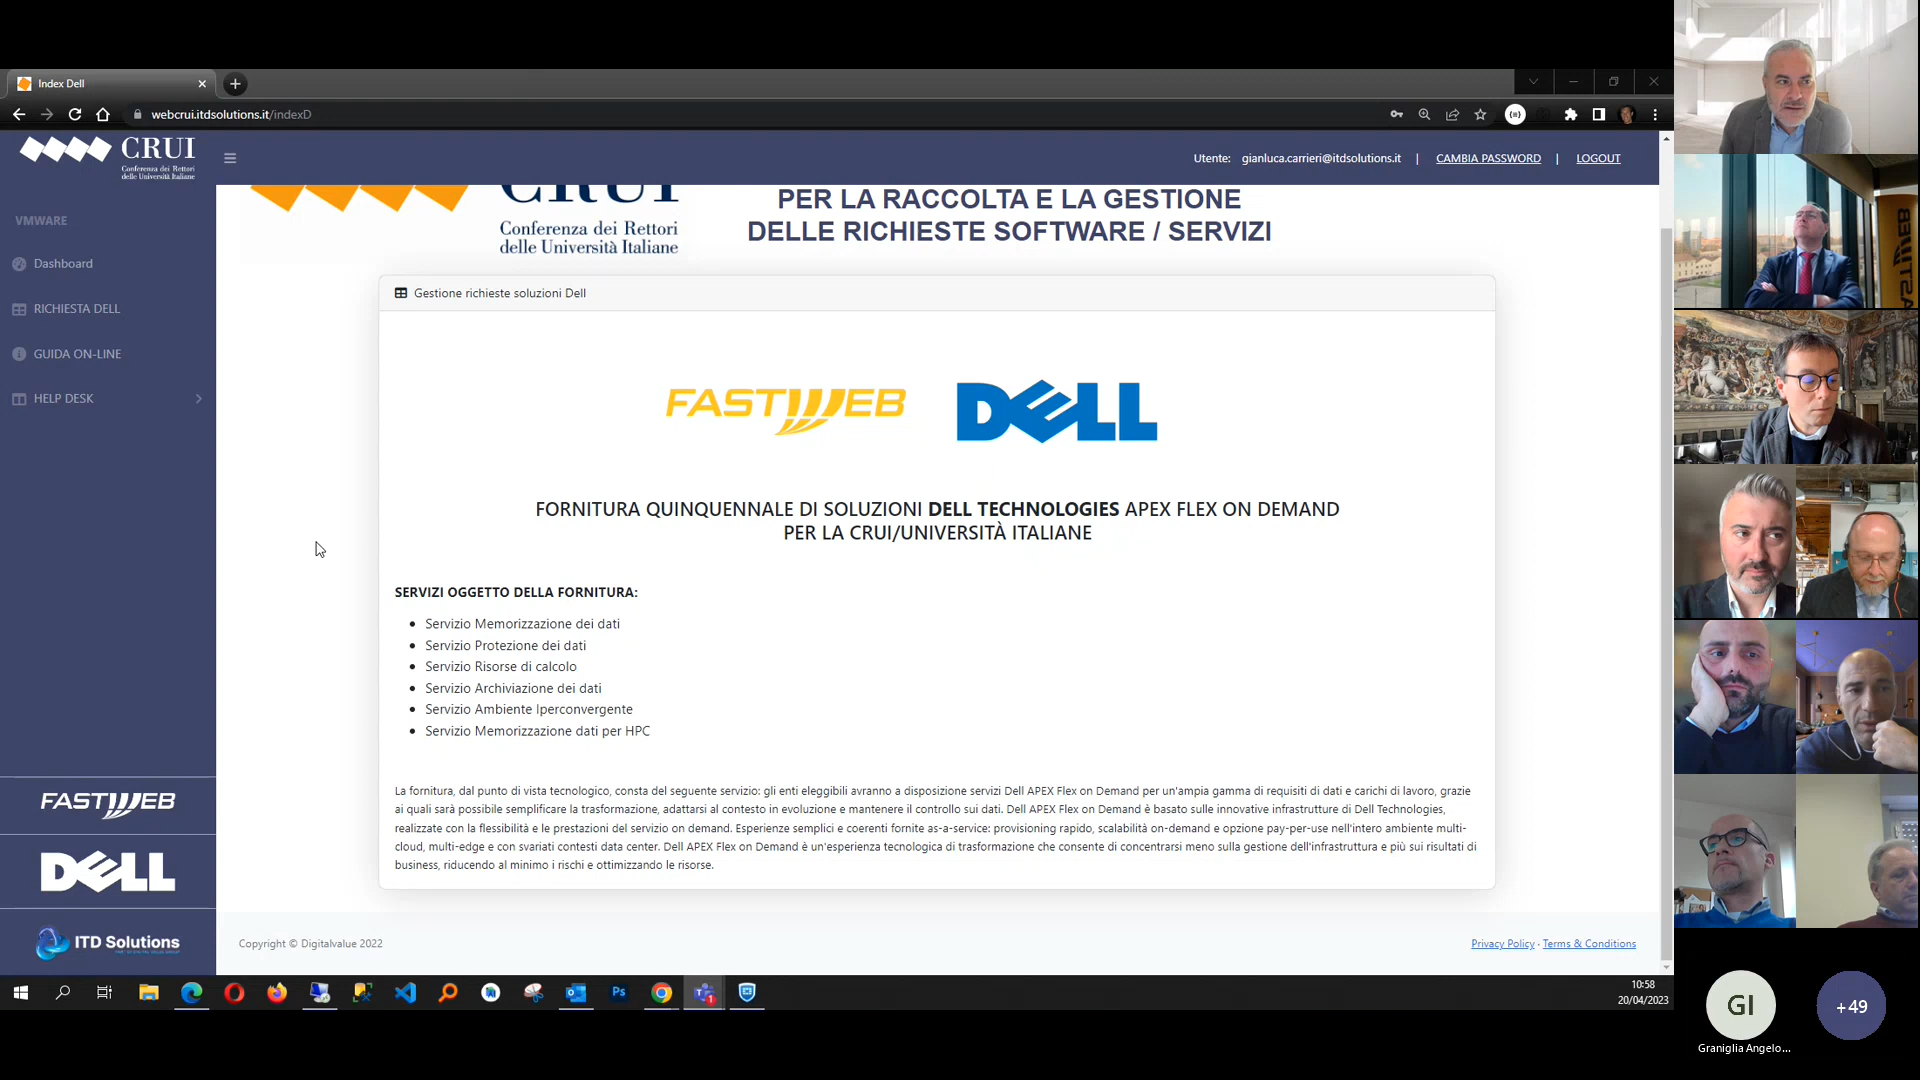 Index Dell
webcrui.itdsolutions.it/indexD
CRUI
Conferenza dei Rettori
delle Università Italiane
Utente: gianluca.carrieri@itdsolutions.it | CAMBIA PASSWORD | LOGOUT
VMWARE
Dashboard
RICHIESTA DELL
GUIDA ON-LINE
HELP DESK
FASTWEB
DELL
ITD Solutions
CRUI
Conferenza dei Rettori
delle Università Italiane
PER LA RACCOLTA E LA GESTIONE
DELLE RICHIESTE SOFTWARE / SERVIZI
Gestione richieste soluzioni Dell
FASTWEB DELL
FORNITURA QUINQUENNALE DI SOLUZIONI DELL TECHNOLOGIES APEX FLEX ON DEMAND
PER LA CRUI/UNIVERSITÀ ITALIANE
SERVIZI OGGETTO DELLA FORNITURA:
Servizio Memorizzazione dei dati
Servizio Protezione dei dati
Servizio Risorse di calcolo
Servizio Archiviazione dei dati
Servizio Ambiente Iperconvergente
Servizio Memorizzazione dati per HPC
La fornitura, dal punto di vista tecnologico, consta del seguente servizio: gli enti eleggibili avranno a disposizione servizi Dell APEX Flex on Demand per un'ampia gamma di requisiti di dati e carichi di lavoro, grazie
ai quali sarà possibile semplificare la trasformazione, adattarsi al contesto in evoluzione e mantenere il controllo sui dati. Dell APEX Flex on Demand è basato sulle innovative infrastrutture di Dell Technologies,
realizzate con la flessibilità e le prestazioni del servizio on demand. Esperienze semplici e coerenti fornite as-a-service: provisioning rapido, scalabilità on-demand e opzione pay-per-use nell'intero ambiente multi-
cloud, multi-edge e con svariati contesti data center. Dell APEX Flex on Demand è un'esperienza tecnologica di trasformazione che consente di concentrarsi meno sulla gestione dell'infrastruttura e più sui risultati di
business, riducendo al minimo i rischi e ottimizzando le risorse.
Copyright © Digitalvalue 2022
Privacy Policy · Terms & Conditions
Ps
10:58
20/04/2023
GI
Graniglia Angelo...
+49